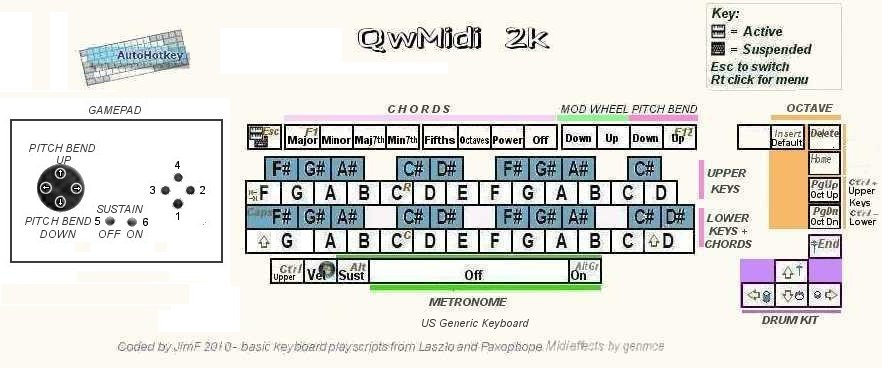 QwMidi 2k
AutoHotkey
Key:
= Active
= Suspended
Esc to switch
Rt click for menu
GAMEPAD
PITCH BEND
UP
PITCH BEND
DOWN
SUSTAIN
OFF ON
4
3 2
1
5 6
CHORDS MOD WHEEL PITCH BEND
Esc F1 F12
Major Minor Maj7th Min7th Fifths Octaves Power Off Down Up Down Up
F# G# A# C# D# F# G# A# C#
F G A B C R D E F G A B C D
UPPER
KEYS
Caps F# G# A# C# D# F# G# A# C# D#
G A B C C D E F G A B C D
LOWER
KEYS +
CHORDS
Ctrl Alt AltGr
Upper Vel Sust Off On
METRONOME
US Generic Keyboard
OCTAVE
Insert Delete
Default
Home
PgUp
Oct Up
PgDn
Oct Dn
Ctrl +
Upper
Keys
Ctrl -
Lower
End
DRUM KIT
Coded by JimF 2010 - basic keyboard playscripts from Laszlo and Paxophone Midi effects by genmce